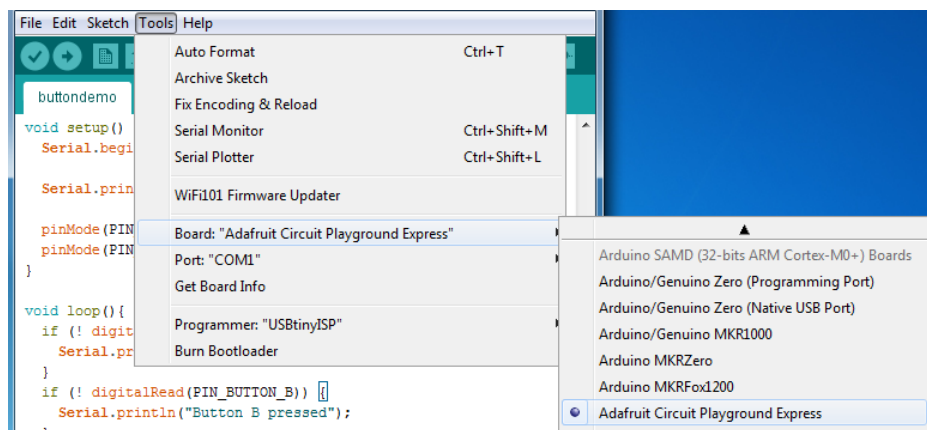 File Edit Sketch Tools Help
Auto Format Ctrl+T
Archive Sketch
buttondemo
Fix Encoding & Reload
void setup()
Serial Monitor Ctrl+Shift+M
Serial.begi
Serial Plotter Ctrl+Shift+L
Serial.prin
WiFi101 Firmware Updater
pinMode(PIN
Board: "Adafruit Circuit Playground Express"
pinMode(PIN
Port: "COM1"
}
Get Board Info
void loop(){
Programmer: "USBtinyISP"
if (! digit
Serial.pr
Burn Bootloader
}
if (! digitalRead(PIN_BUTTON_B)) {
Serial.println("Button B pressed");
Arduino SAMD (32-bits ARM Cortex-M0+) Boards
Arduino/Genuino Zero (Programming Port)
Arduino/Genuino Zero (Native USB Port)
Arduino/Genuino MKR1000
Arduino MKRZero
Arduino MKRFox1200
Adafruit Circuit Playground Express